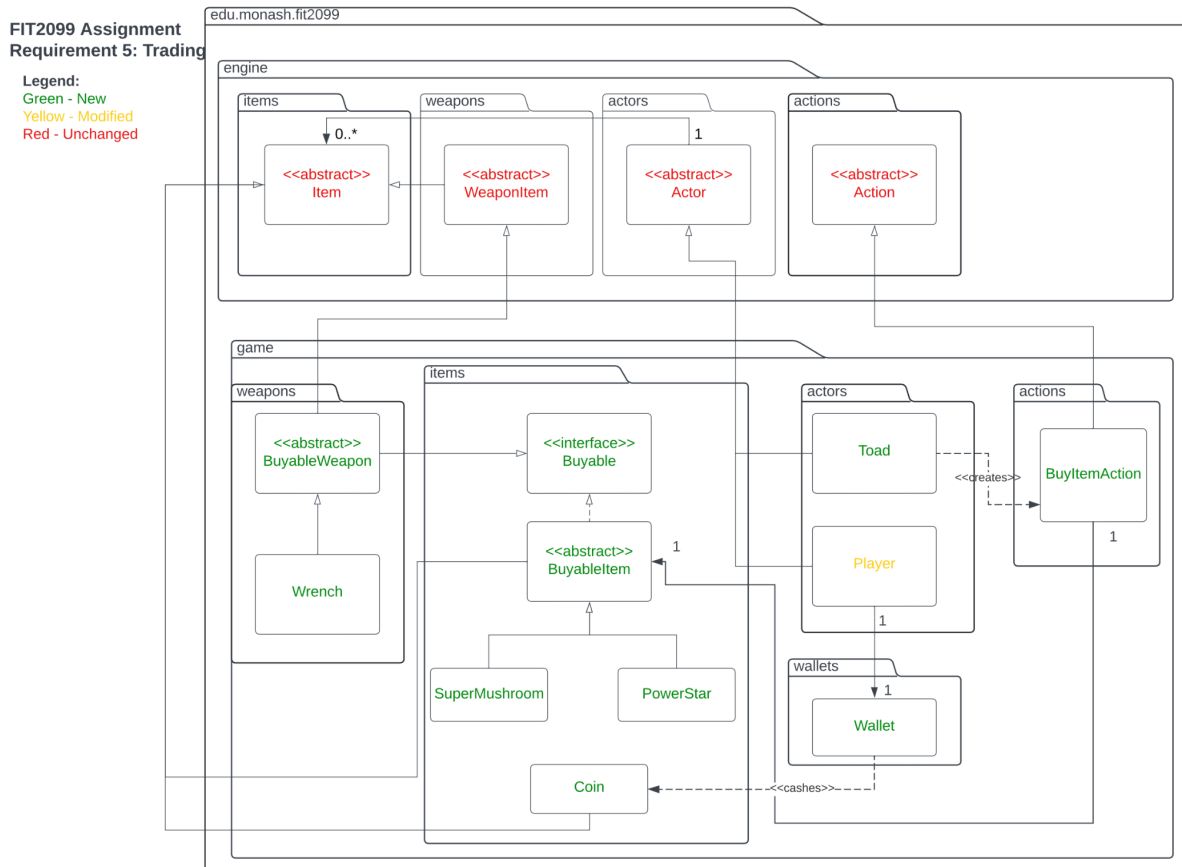 edu.monash.fit2099
FIT2099 Assignment
Requirement 5: Trading
Legend:
Green - New
Yellow - Modified
Red - Unchanged
engine
items
weapons
actors
actions
0..*
1
<<abstract>>
Item
<<abstract>>
WeaponItem
<<abstract>>
Actor
<<abstract>>
Action
game
weapons
items
actors
actions
<<abstract>>
BuyableWeapon
<<interface>>
Buyable
Toad
<<creates>>
BuyItemAction
1
Wrench
<<abstract>>
BuyableItem
1
Player
1
SuperMushroom
PowerStar
wallets
1
Wallet
Coin
<<cashes>>